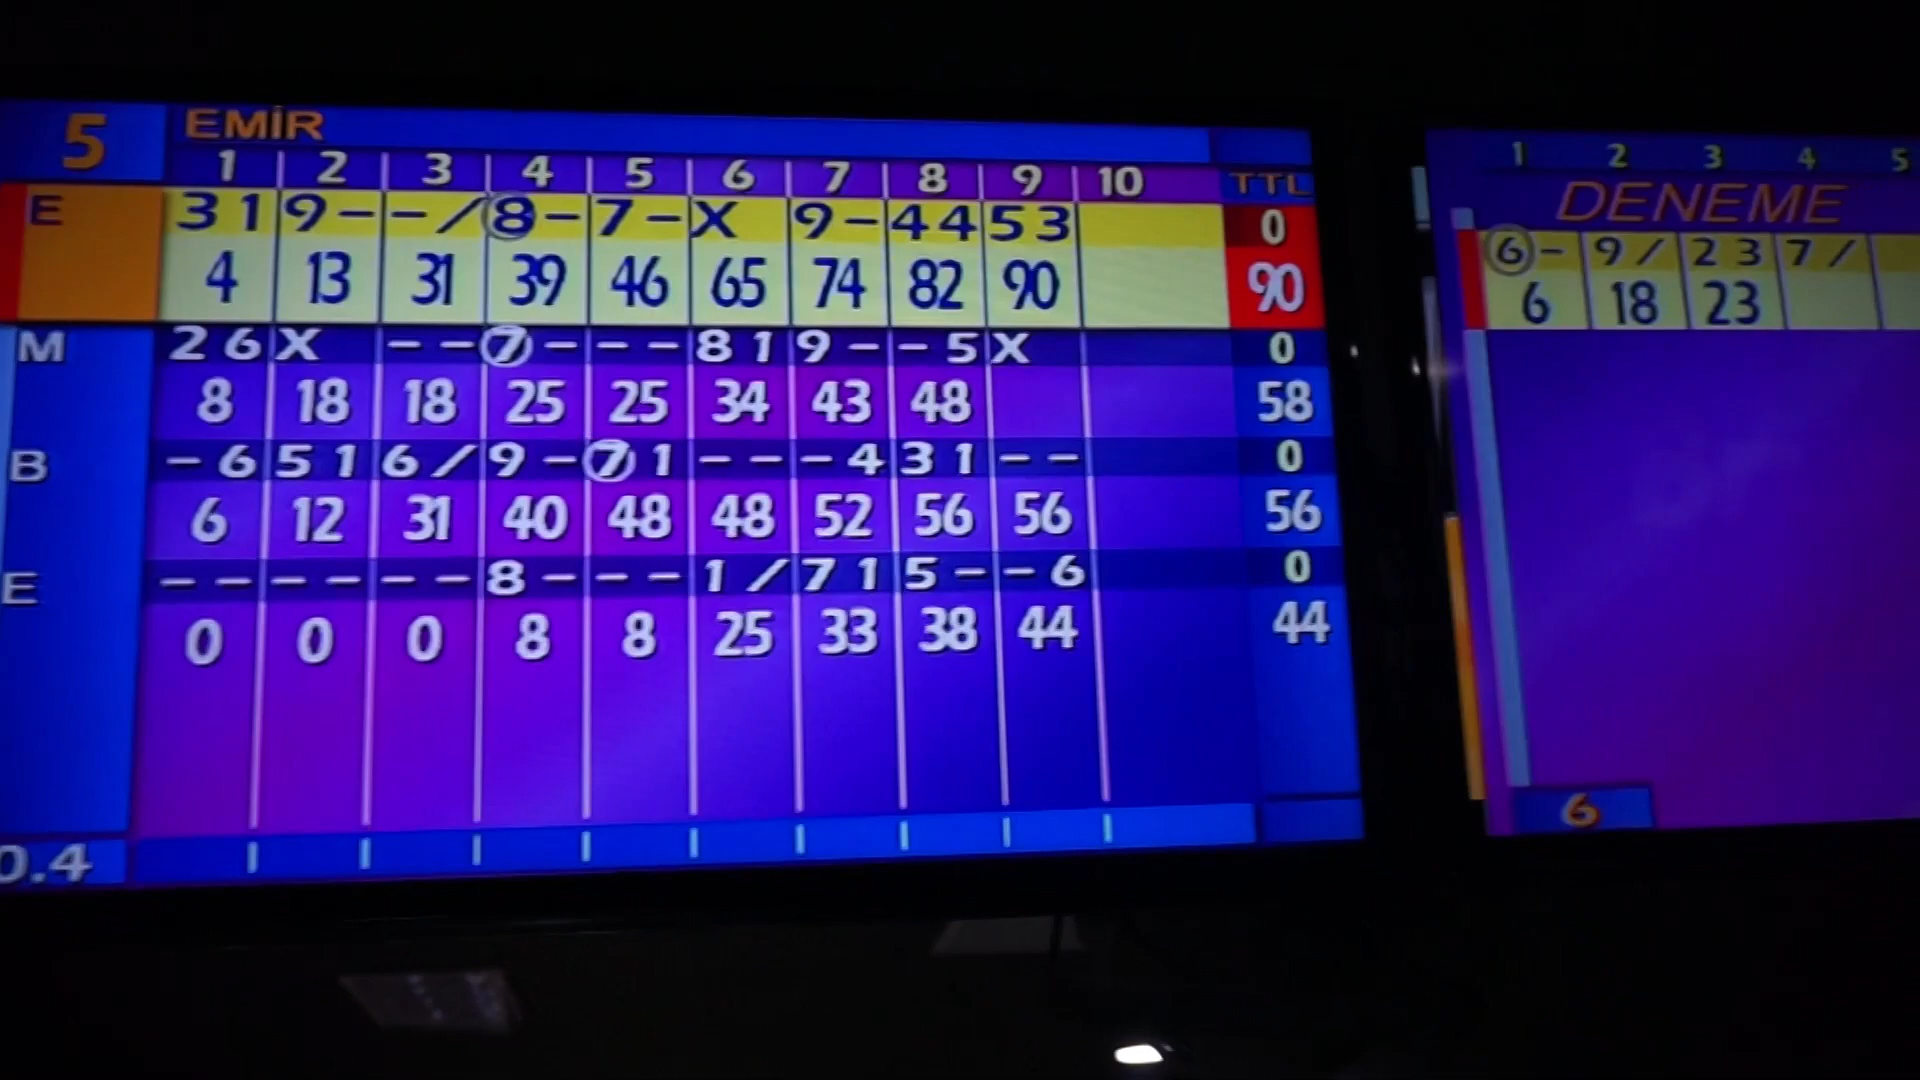 5 EMİR
1 2 3 4 5 6 7 8 9 10 TTL
E 3 1 9 - - / 8 - 7 - X 9 - 4 4 5 3 0
4 13 31 39 46 65 74 82 90 90
M 2 6 X - - 7 - - - 8 1 9 - - 5 X 0
8 18 18 25 25 34 43 48 58
B - 6 5 1 6 / 9 - 7 1 - - - 4 3 1 - - 0
6 12 31 40 48 48 52 56 56 56
E - - - - - - 8 - - - 1 / 7 1 5 - - 6 0
0 0 0 8 8 25 33 38 44 44
0.4
1 2 3 4 5
DENEME
6 - 9 / 2 3 7 /
6 18 23
6